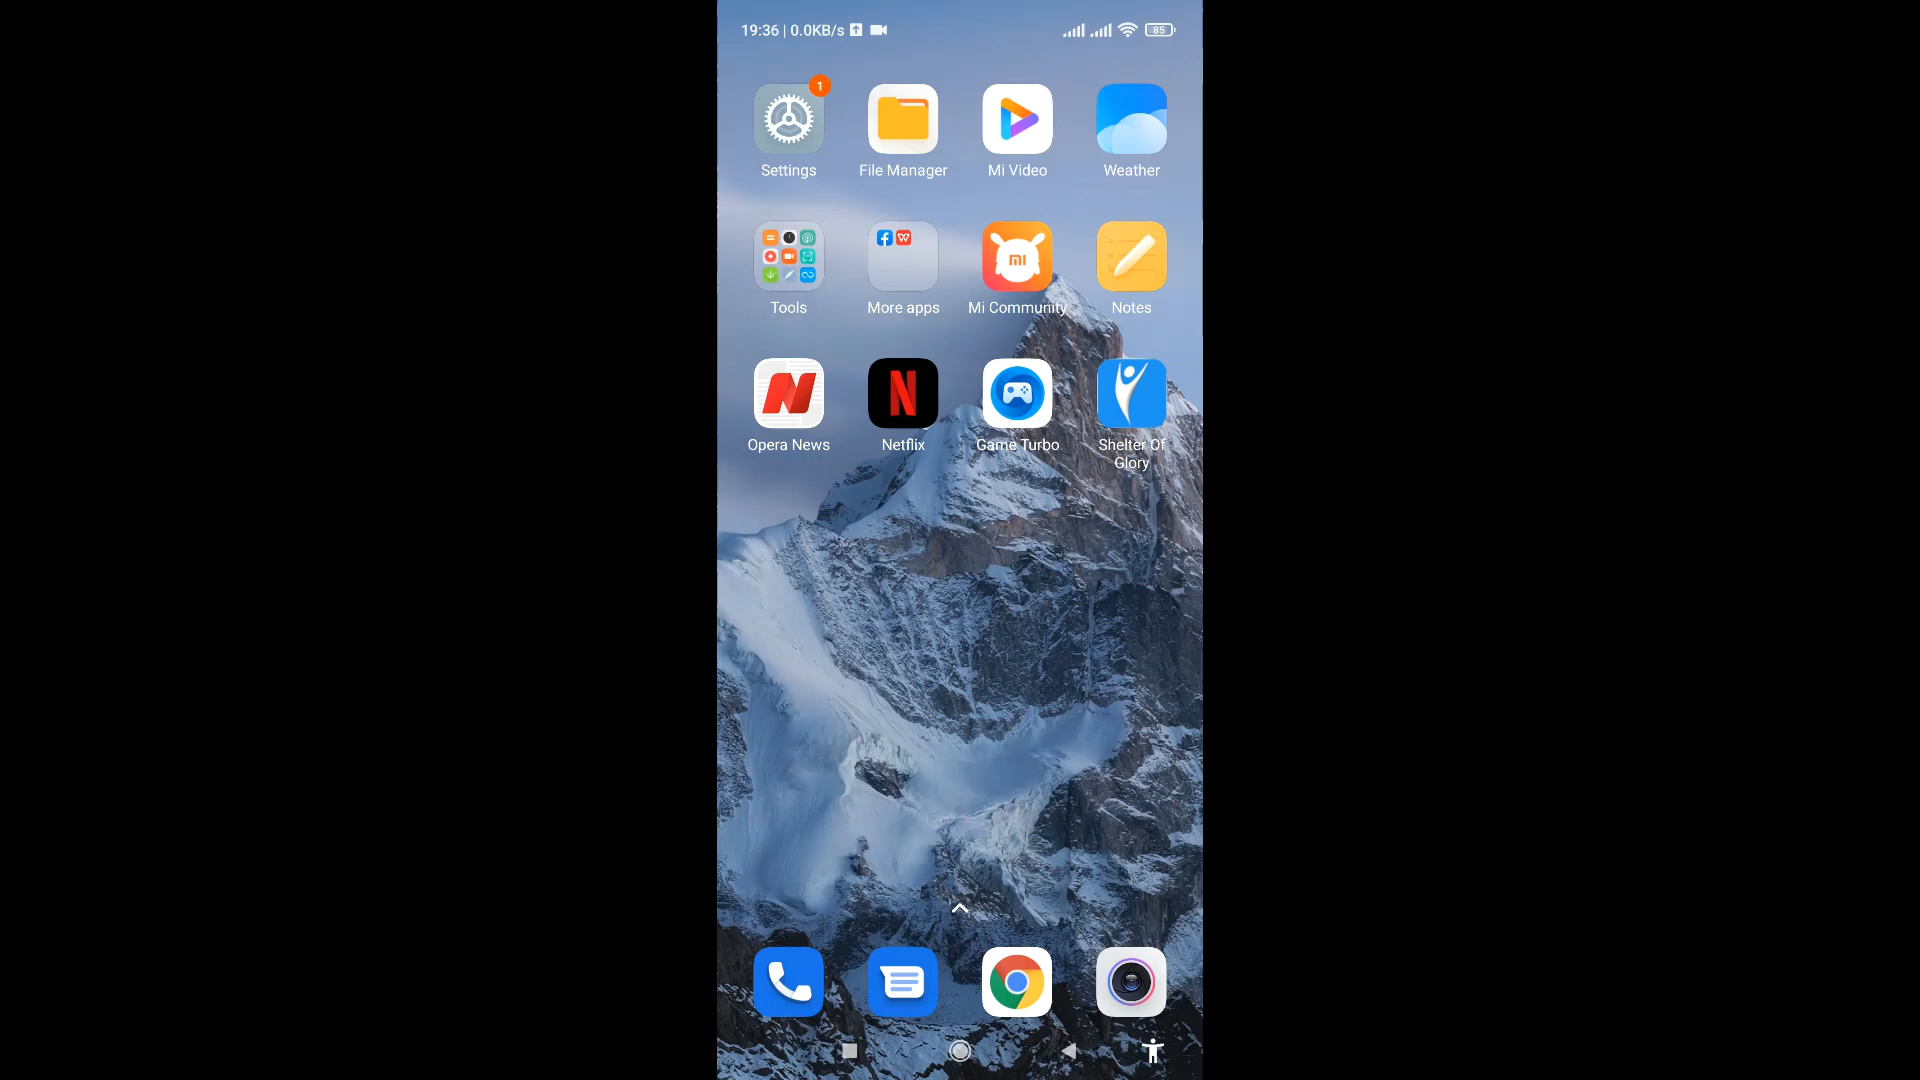 19:36 | 0.0KB/s
85
1
Settings
File Manager
Mi Video
Weather
Tools
More apps
Mi Community
Notes
Opera News
Netflix
Game Turbo
Shelter Of
Glory